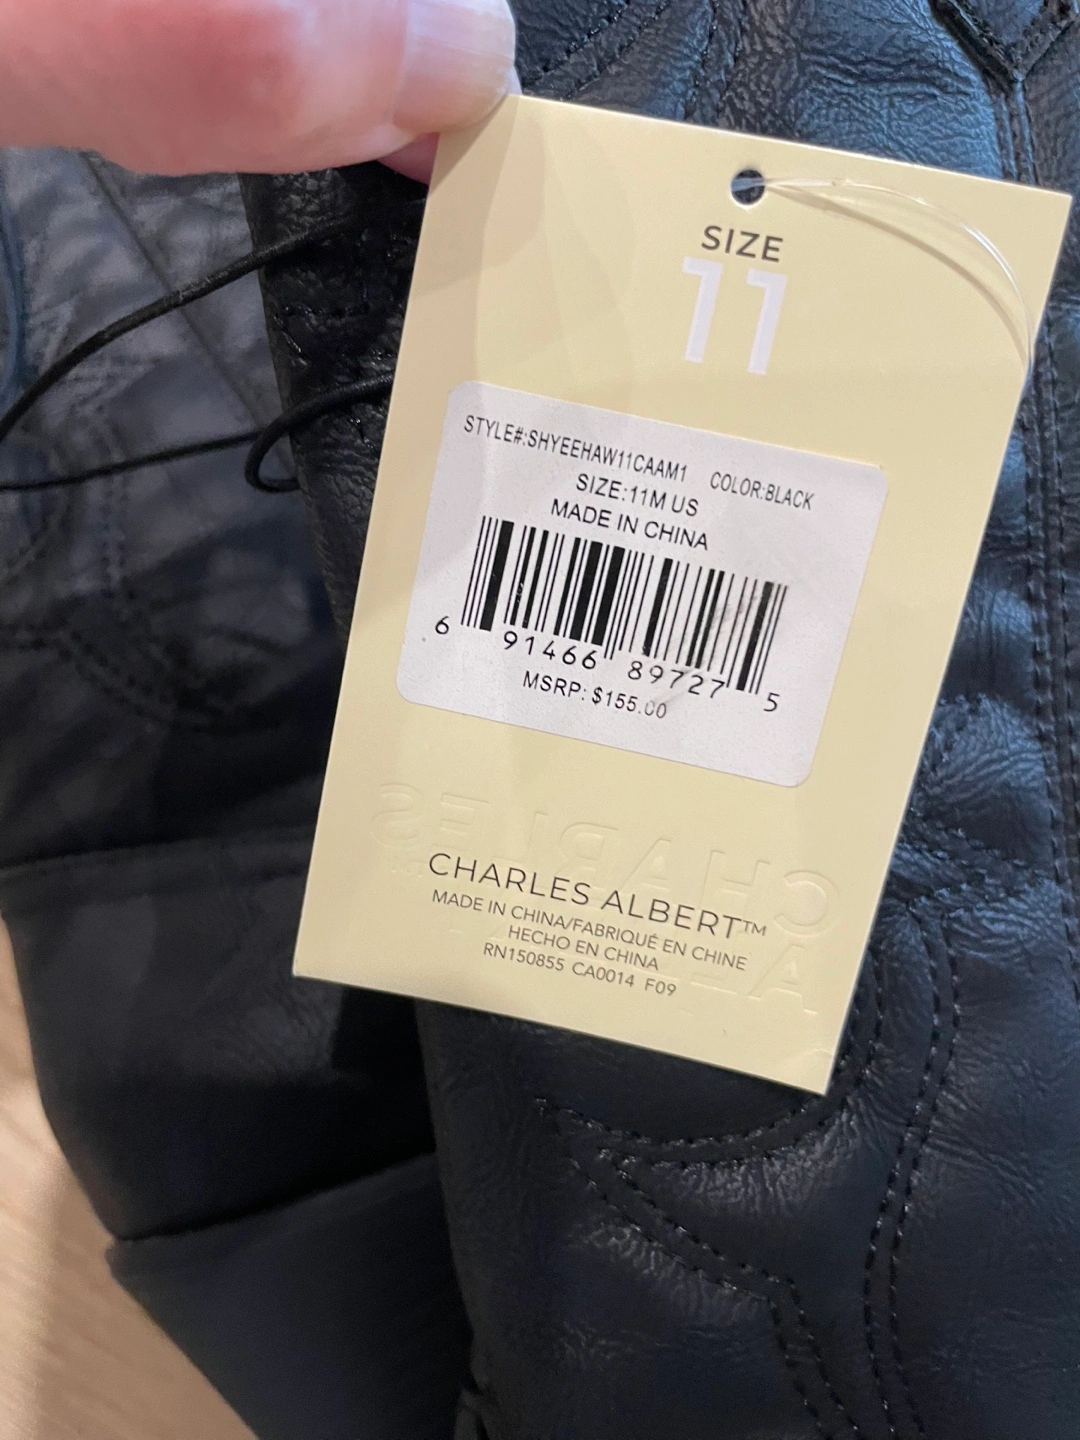 SIZE
11
STYLE#:SHYEEHAW11CAAM1 COLOR:BLACK
SIZE:11M US
MADE IN CHINA
6 91466 89727 5
MSRP: $155.00
CHARLES
CHARLES ALBERT™
MADE IN CHINA/FABRIQUÉ EN CHINE
HECHO EN CHINA
RN150855 CA0014 F09